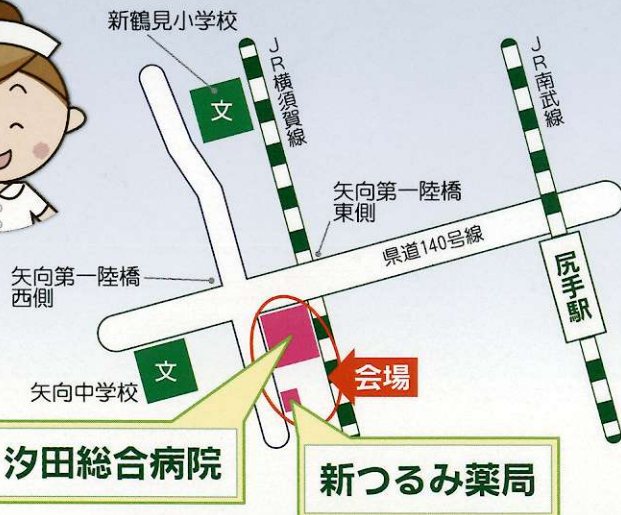 新鶴見小学校
文
JR横須賀線
JR南武線
矢向第一陸橋
東側
県道140号線
矢向第一陸橋
西側
尻手駅
文
矢向中学校
会場
汐田総合病院
新つるみ薬局